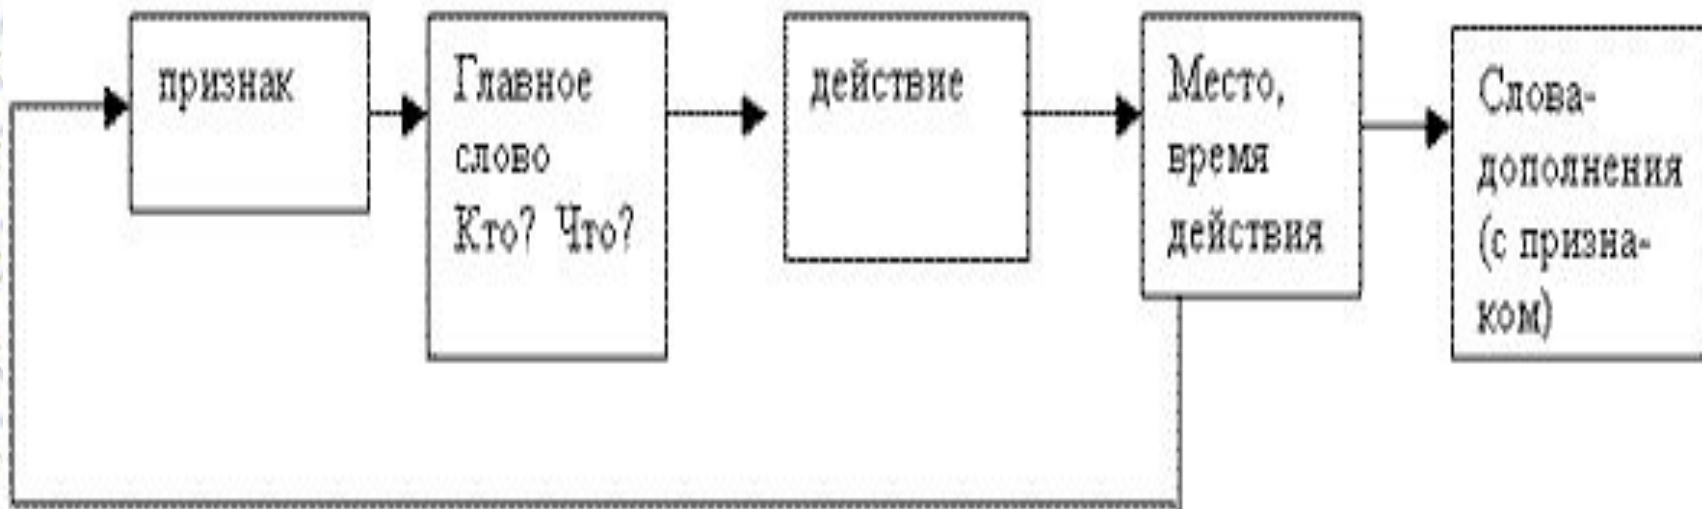 признак
Главное
слово
Кто? Что?
действие
Место,
время
действия
Слова-
дополнения
(с призна-
ком)